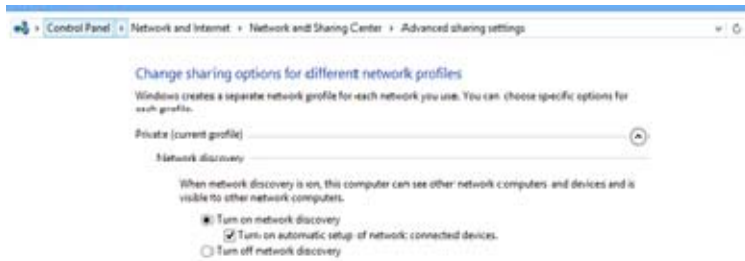 Control Panel › Network and Internet › Network and Sharing Center › Advanced sharing settings
Change sharing options for different network profiles
Windows creates a separate network profile for each network you use. You can choose specific options for
each profile.
Private (current profile)
Network discovery
When network discovery is on, this computer can see other network computers and devices and is
visible to other network computers.
Turn on network discovery
Turn on automatic setup of network connected devices.
Turn off network discovery